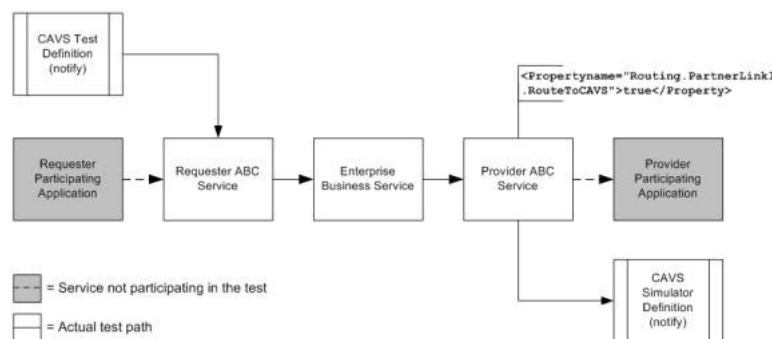 CAVS Test
Definition
(notify)
<Propertyname="Routing.PartnerLink1
.RouteToCAVS">true</Property>
Requester
Participating
Application
Requester ABC
Service
Enterprise
Business Service
Provider ABC
Service
Provider
Participating
Application
= Service not participating in the test
= Actual test path
CAVS
Simulator
Definition
(notify)